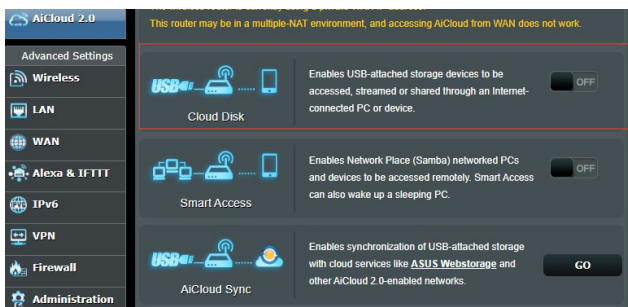 AiCloud 2.0
Advanced Settings
Wireless
LAN
WAN
Alexa & IFTTT
IPv6
VPN
Firewall
Administration
This router may be in a multiple-NAT environment, and accessing AiCloud from WAN does
not work.
USB
Cloud Disk
Enables USB-attached storage devices to be
accessed, streamed or shared through an Internet-
connected PC or device.
OFF
Smart Access
Enables Network Place (Samba) networked PCs
and devices to be accessed remotely. Smart Access
can also wake up a sleeping PC.
OFF
USB
AiCloud Sync
Enables synchronization of USB-attached storage
with cloud services like ASUS Webstorage and
other AiCloud 2.0-enabled networks.
GO